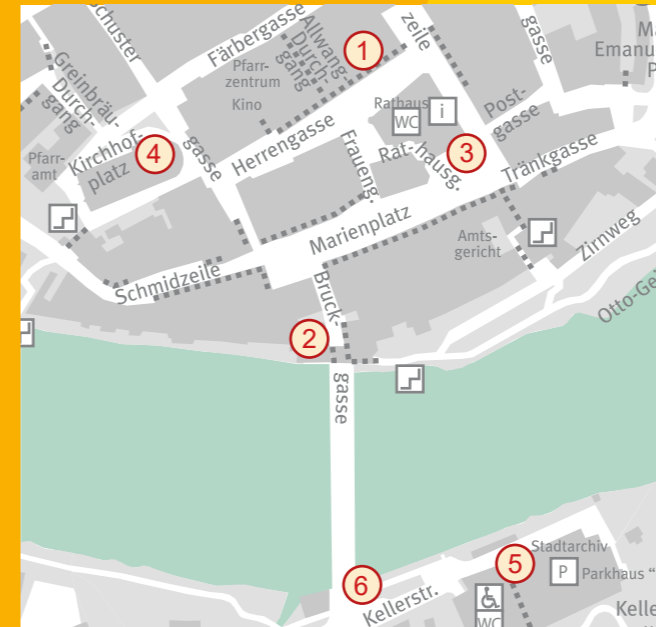 Schuster
gasse
Färbergasse
Allwang-
Durch-
gang
zeile
gasse
Emanu
Greinbräu-
Durch-
gang
Pfarr-
zentrum
Kino
1
Herrengasse
Rathaus
WC
i
Post-
gasse
Pfarr-
amt
Kirchhof-
platz
4
Fraueng.
Rat-
hausg.
3
Tränkgasse
Marienplatz
Amts-
gericht
Zirnweg
Schmidzeile
Bruck-
gasse
2
Otto-Ge
6
Kellerstr.
5
Stadtarchiv
P
Parkhaus "
WC
Kelle